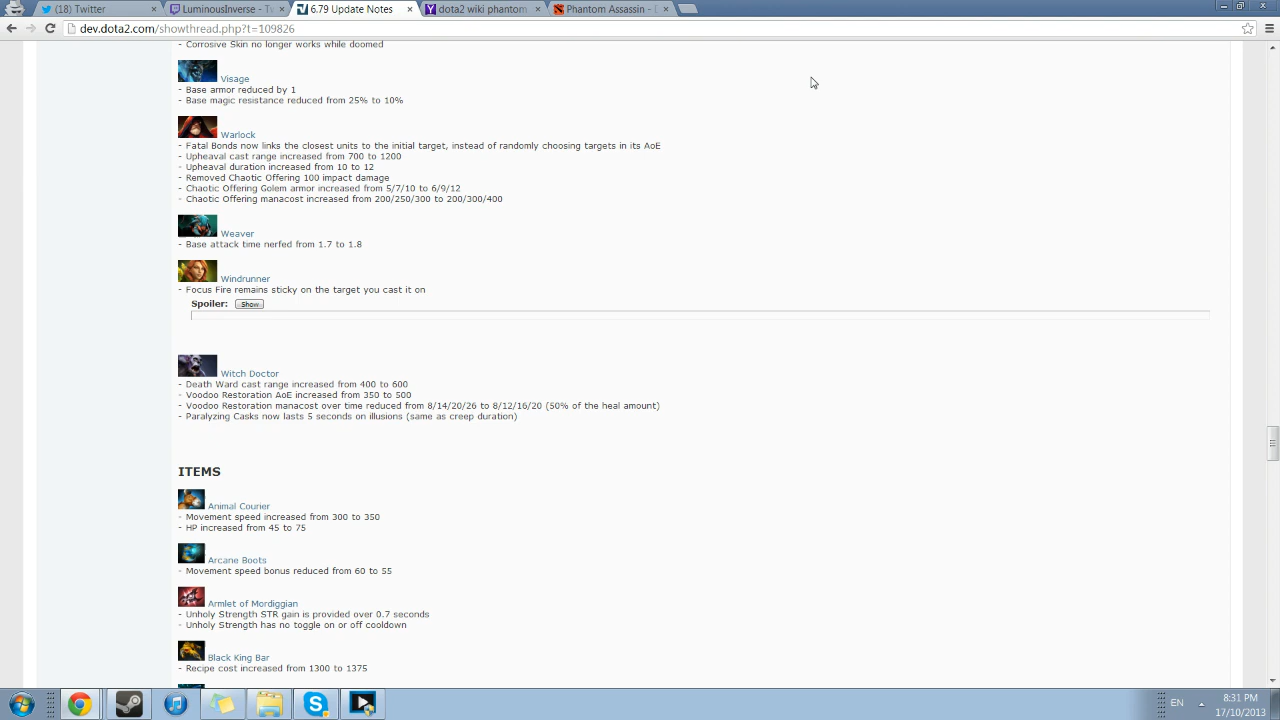 (18) Twitter
LuminousInverse - Tw
6.79 Update Notes
dota2 wiki phantom
Phantom Assassin - D
dev.dota2.com/showthread.php?t=109826
- Corrosive Skin no longer works while doomed
Visage
- Base armor reduced by 1
- Base magic resistance reduced from 25% to 10%
Warlock
- Fatal Bonds now links the closest units to the initial target, instead of randomly choosing targets in its AoE
- Upheaval cast range increased from 700 to 1200
- Upheaval duration increased from 10 to 12
- Removed Chaotic Offering 100 impact damage
- Chaotic Offering Golem armor increased from 5/7/10 to 6/9/12
- Chaotic Offering manacost increased from 200/250/300 to 200/300/400
Weaver
- Base attack time nerfed from 1.7 to 1.8
Windrunner
- Focus Fire remains sticky on the target you cast it on
Spoiler: Show
Witch Doctor
- Death Ward cast range increased from 400 to 600
- Voodoo Restoration AoE increased from 350 to 500
- Voodoo Restoration manacost over time reduced from 8/14/20/26 to 8/12/16/20 (50% of the heal amount)
- Paralyzing Casks now lasts 5 seconds on illusions (same as creep duration)
ITEMS
Animal Courier
- Movement speed increased from 300 to 350
- HP increased from 45 to 75
Arcane Boots
- Movement speed bonus reduced from 60 to 55
Armlet of Mordiggian
- Unholy Strength STR gain is provided over 0.7 seconds
- Unholy Strength has no toggle on or off cooldown
Black King Bar
- Recipe cost increased from 1300 to 1375
EN
8:31 PM
17/10/2013